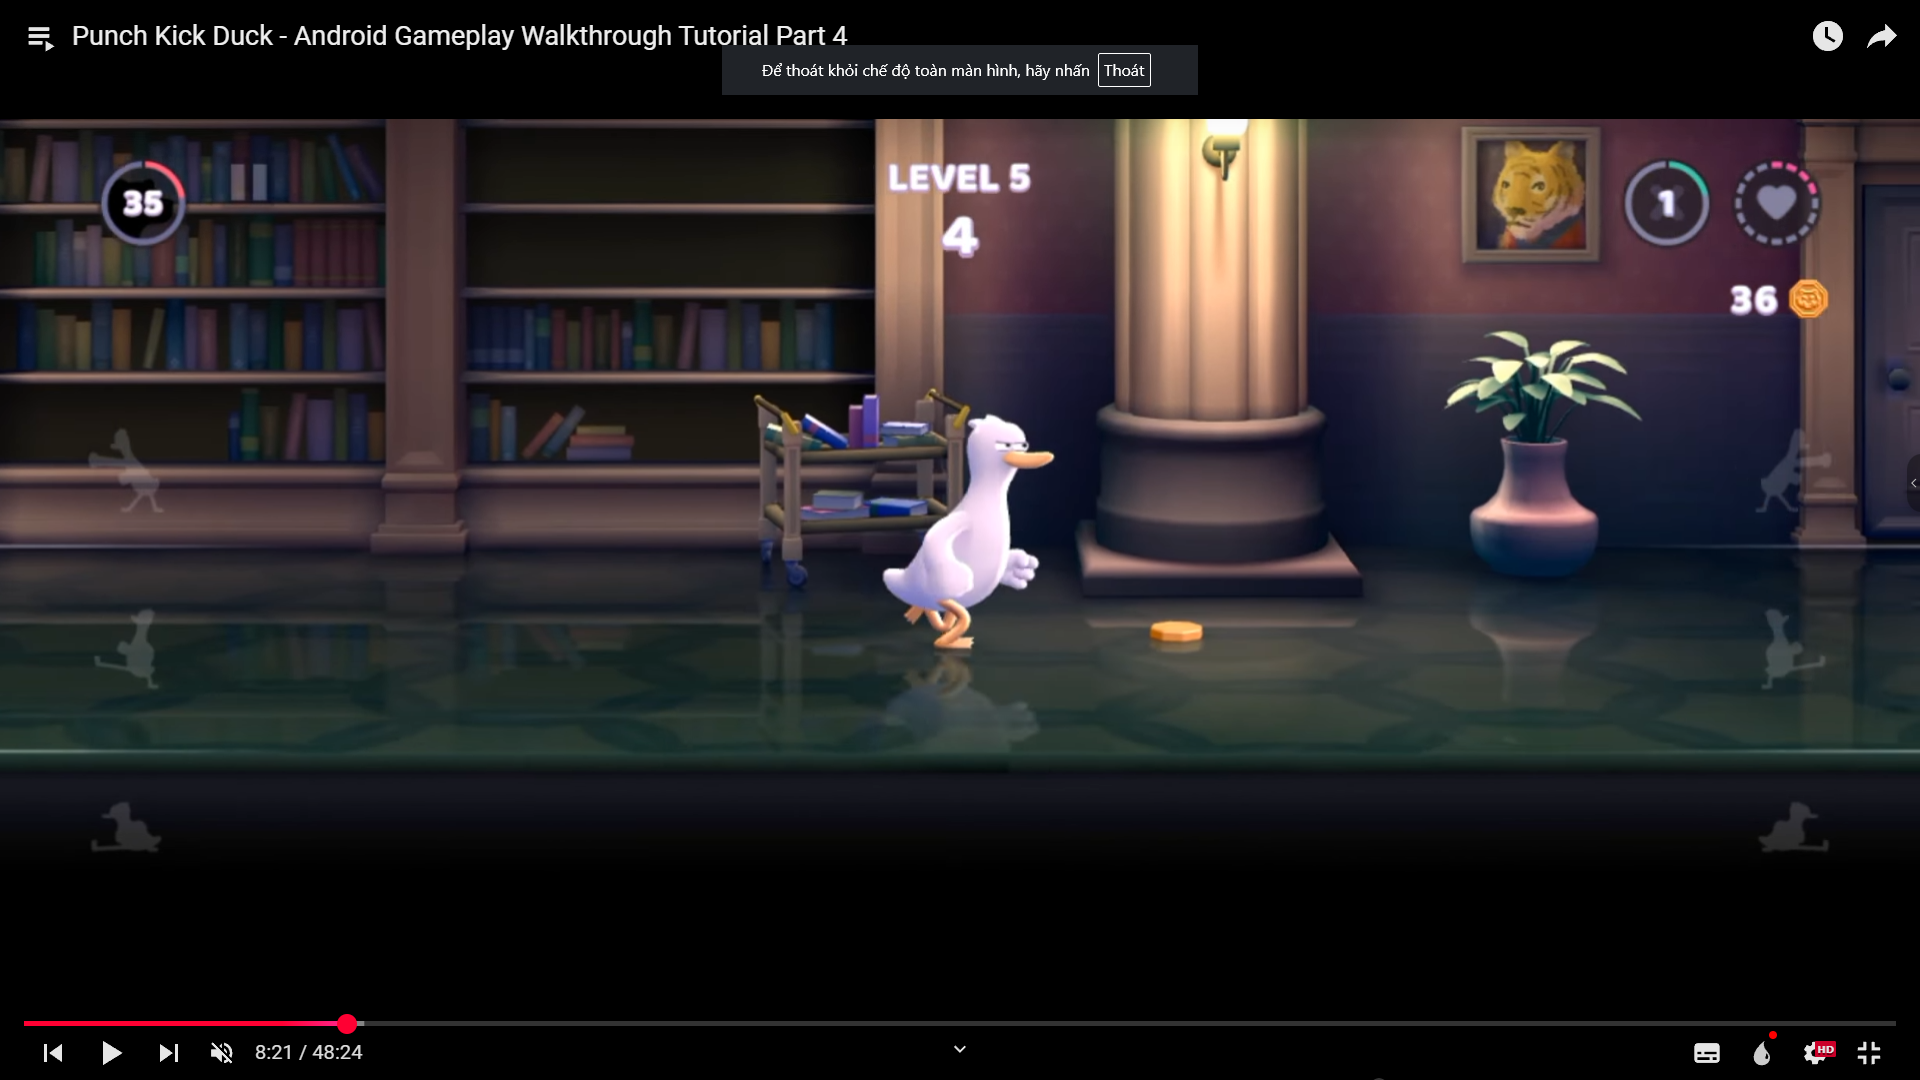 Punch Kick Duck - Android Gameplay Walkthrough Tutorial Part 4
Để thoát khỏi chế độ toàn màn hình, hãy nhấn Thoát
35
LEVEL 5
4
1
36
8:21 / 48:24
HD